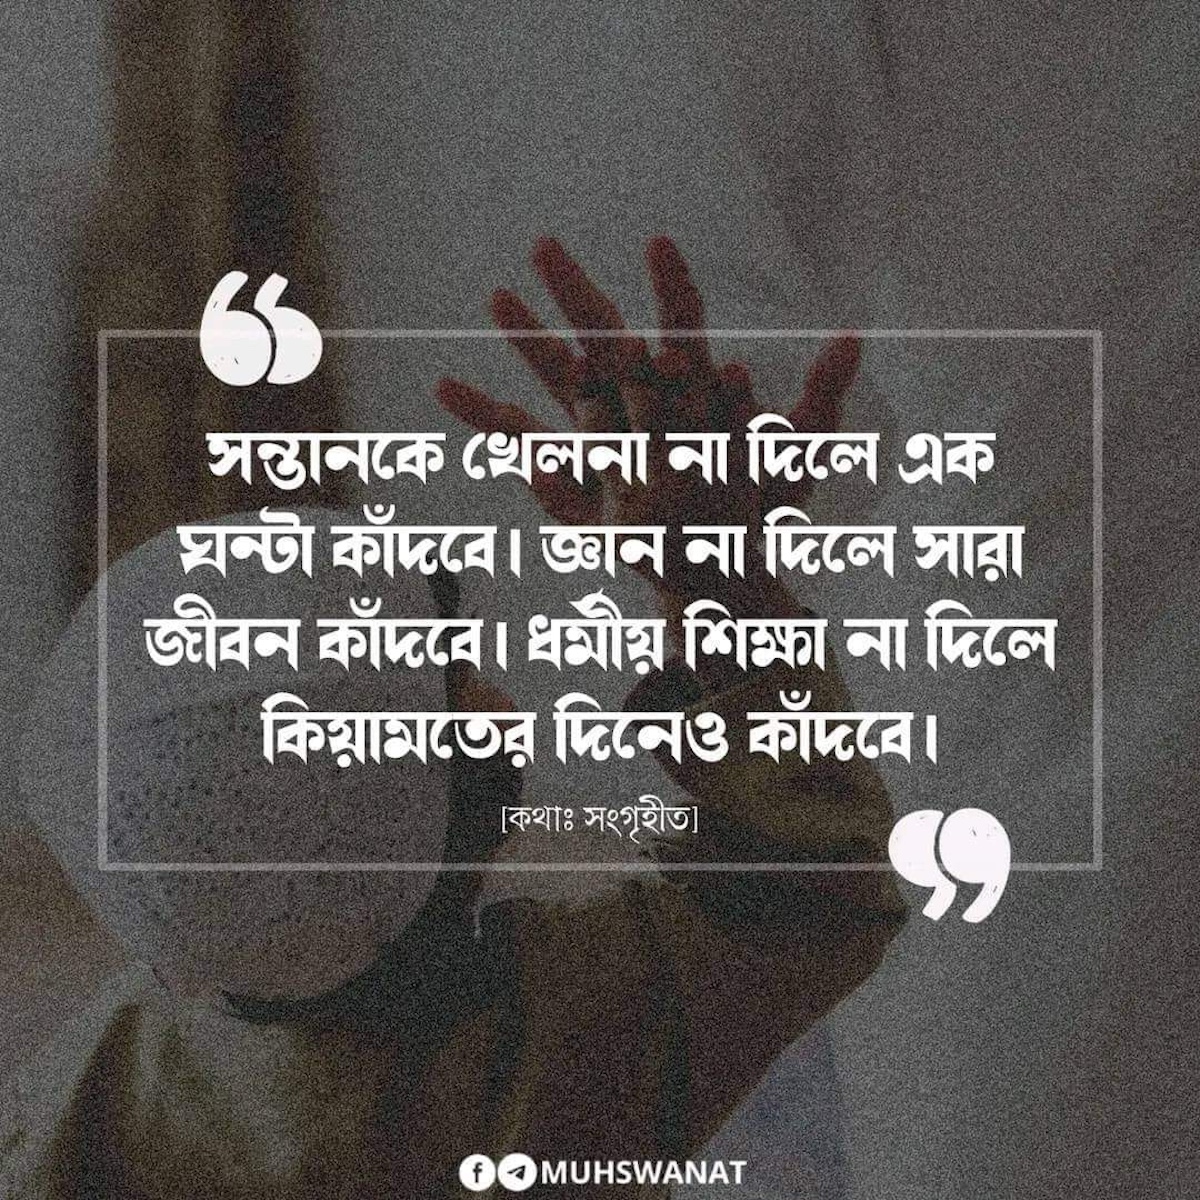 সন্তানকে খেলনা না দিলে এক
ঘন্টা কাঁদবে। জ্ঞান না দিলে সারা
জীবন কাঁদবে। ধর্মীয় শিক্ষা না দিলে
কিয়ামতের দিনেও কাঁদবে।
[কথাঃ সংগৃহীত]
MUHSWANAT